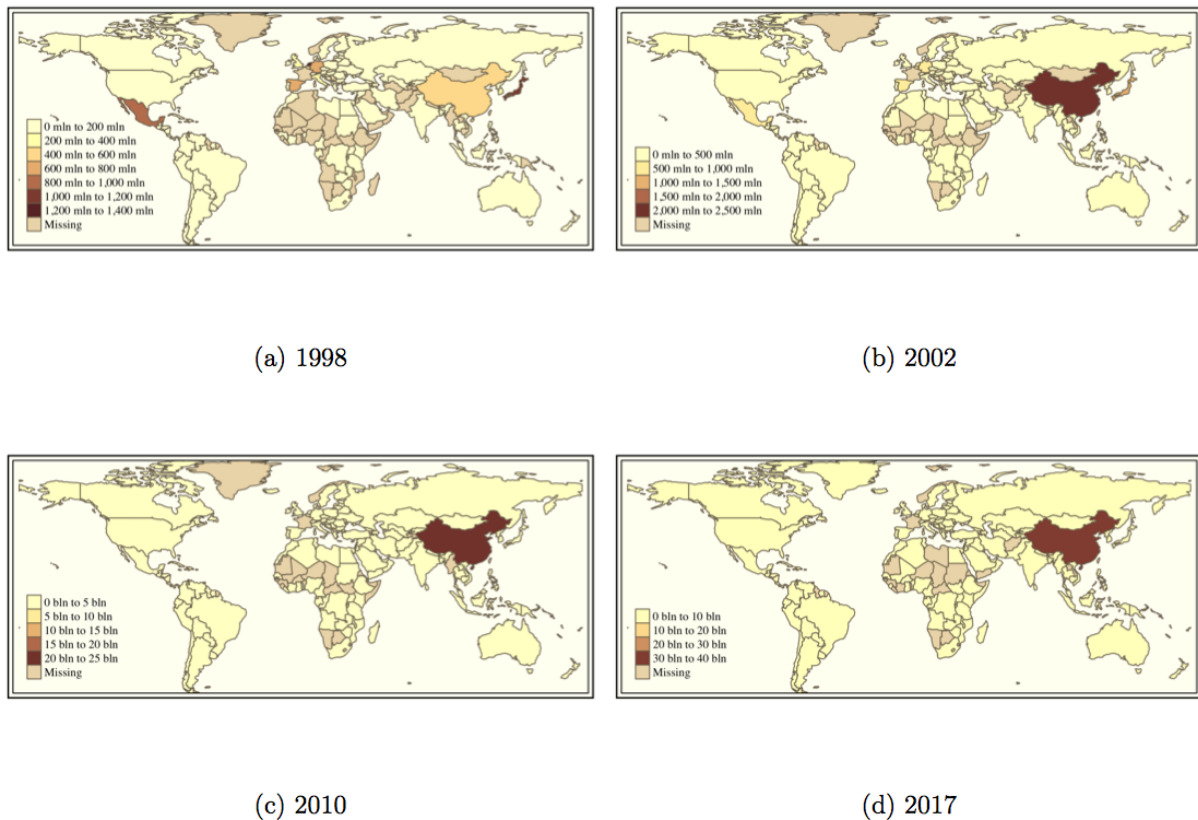 0 mln to 200 mln
200 mln to 400 mln
400 mln to 600 mln
600 mln to 800 mln
800 mln to 1,000 mln
1,000 mln to 1,200 mln
1,200 mln to 1,400 mln
Missing
(a) 1998
0 mln to 500 mln
500 mln to 1,000 mln
1,000 mln to 1,500 mln
1,500 mln to 2,000 mln
2,000 mln to 2,500 mln
Missing
(b) 2002
0 bln to 5 bln
5 bln to 10 bln
10 bln to 15 bln
15 bln to 20 bln
20 bln to 25 bln
Missing
(c) 2010
0 bln to 10 bln
10 bln to 20 bln
20 bln to 30 bln
30 bln to 40 bln
Missing
(d) 2017